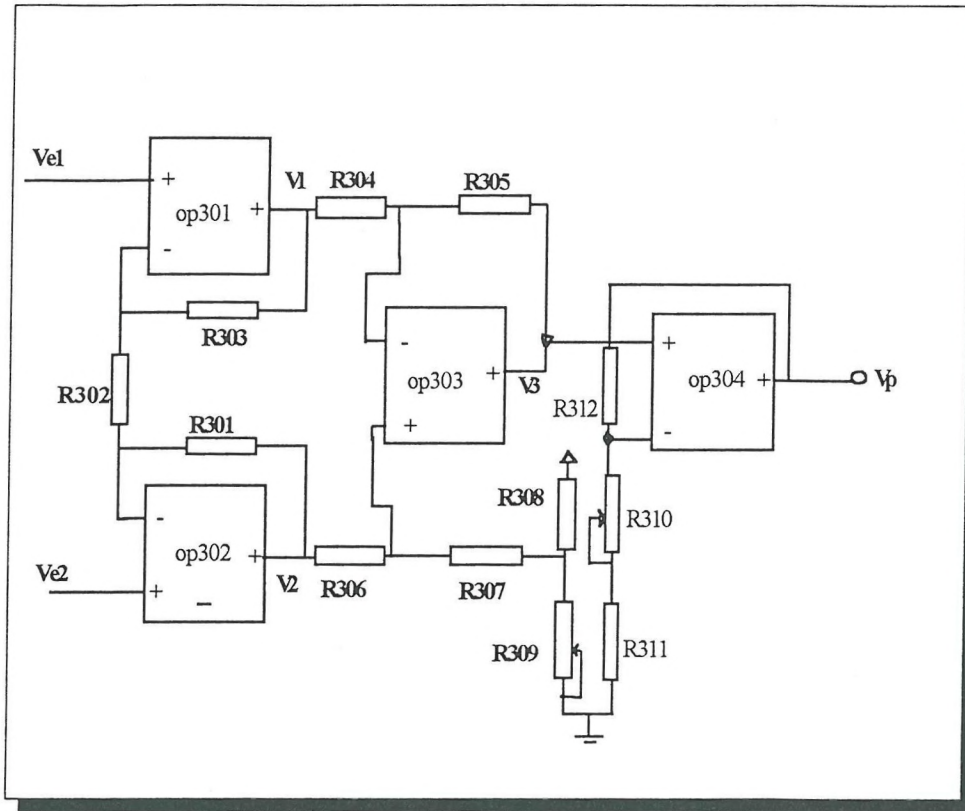 Ve1
+
op301
+
-
V1
R304
R305
R303
R302
R301
-
op302
+
+
-
Ve2
V2
R306
R307
-
op303
+
+
V3
R308
R309
R312
R310
R311
+
op304
+
-
Vp